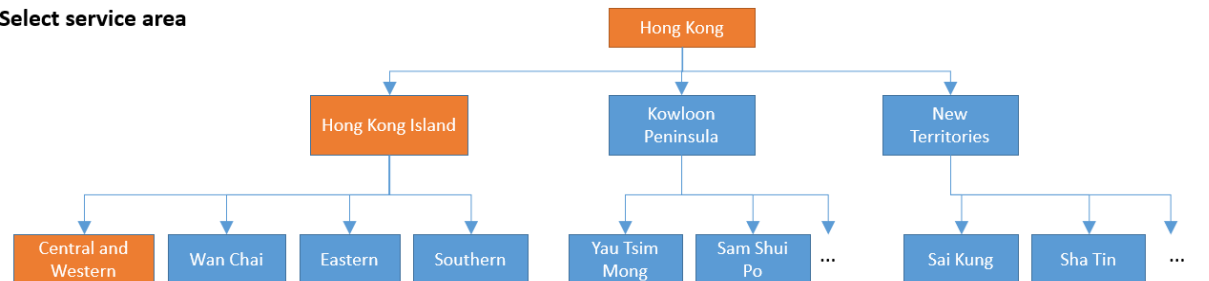 Select service area
Hong Kong
Hong Kong Island
Kowloon
Peninsula
New
Territories
Central and
Western
Wan Chai
Eastern
Southern
Yau Tsim
Mong
Sam Shui
Po
...
Sai Kung
Sha Tin
...